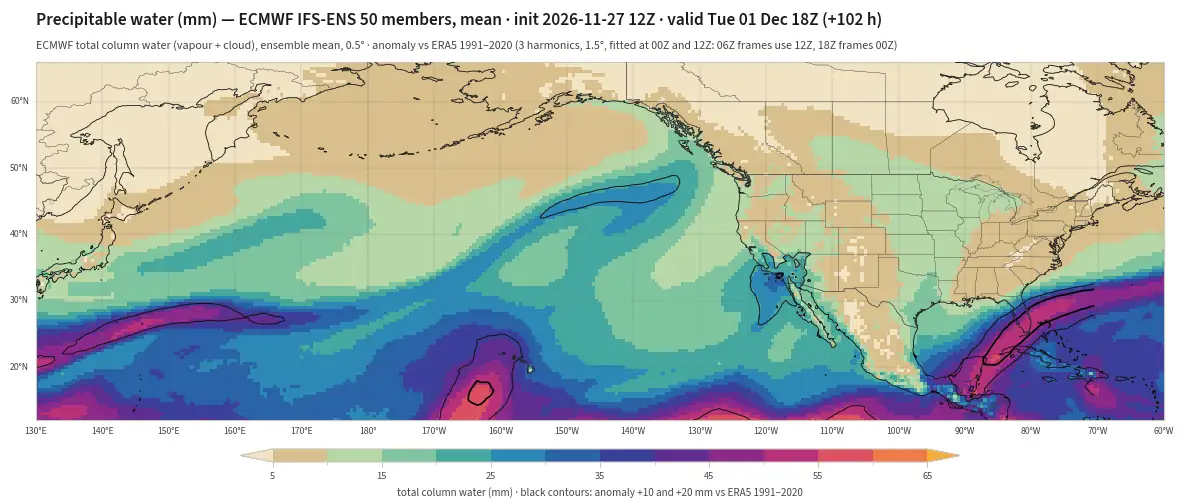 Precipitable water (mm) — ECMWF IFS-ENS 50 members, mean · init 2026-11-27 12Z · valid Tue 01 Dec 18Z (+102 h)
ECMWF total column water (vapour + cloud), ensemble mean, 0.5° · anomaly vs ERA5 1991–2020 (3 harmonics, 1.5°, fitted at 00Z and 12Z: 06Z frames use 12Z, 18Z frames 00Z)
60°N
50°N
40°N
30°N
20°N
130°E 140°E 150°E 160°E 170°E 180° 170°W 160°W 150°W 140°W 130°W 120°W 110°W 100°W 90°W 80°W 70°W 60°W
5 15 25 35 45 55 65
total column water (mm) · black contours: anomaly +10 and +20 mm vs ERA5 1991–2020